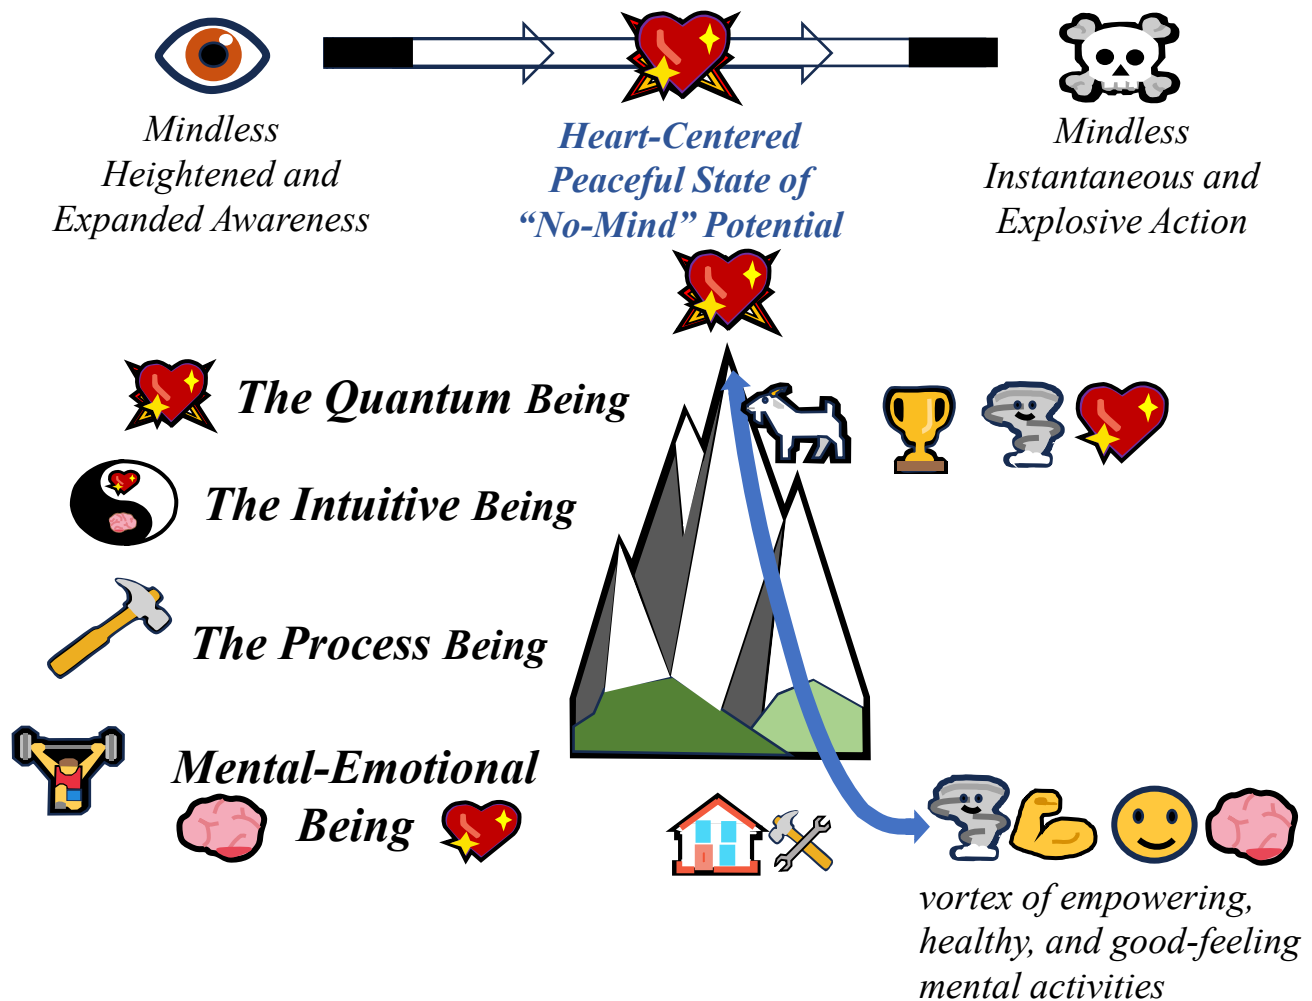 Mindless
Heightened and
Expanded Awareness
Heart-Centered
Peaceful State of
“No-Mind” Potential
Mindless
Instantaneous and
Explosive Action
The Quantum Being
The Intuitive Being
The Process Being
Mental-Emotional
Being
vortex of empowering,
healthy, and good-feeling
mental activities